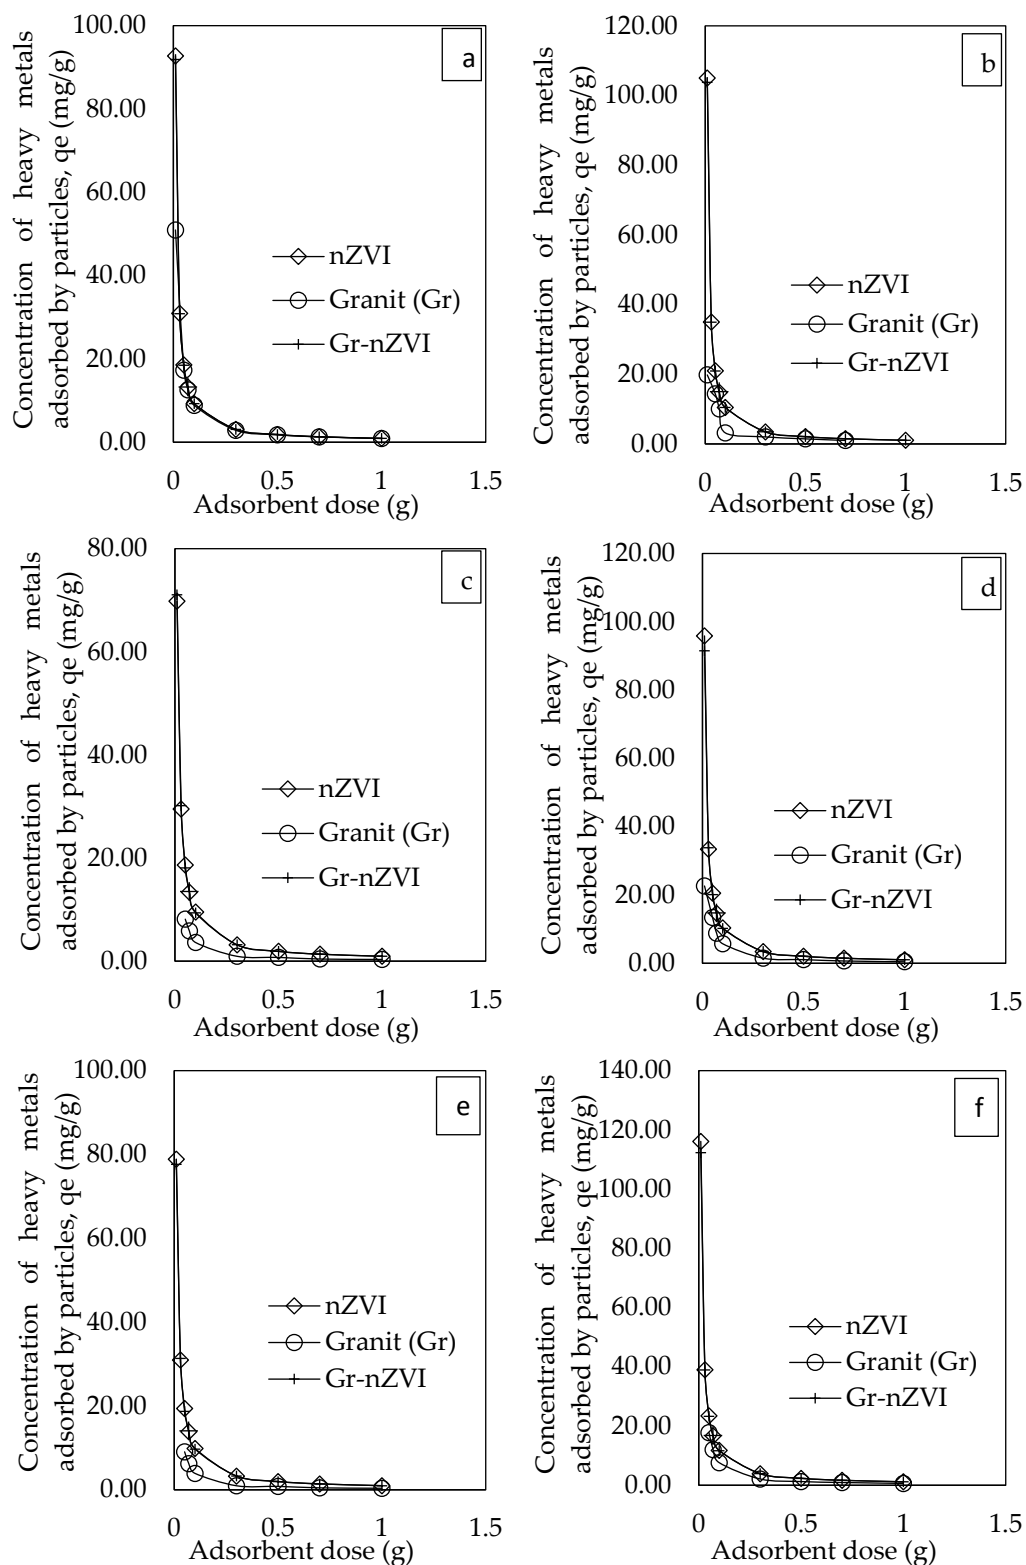 Concentration of heavy metals
adsorbed by particles, qe (mg/g)
100.00
80.00
60.00
40.00
20.00
0.00
a
nZVI
Granit (Gr)
Gr-nZVI
0 0.5 1 1.5
Adsorbent dose (g)
Concentration of heavy metals
adsorbed by particles, qe (mg/g)
120.00
100.00
80.00
60.00
40.00
20.00
0.00
b
nZVI
Granit (Gr)
Gr-nZVI
0 0.5 1 1.5
Adsorbent dose (g)
Concentration of heavy metals
adsorbed by particles, qe (mg/g)
80.00
60.00
40.00
20.00
0.00
c
nZVI
Granit (Gr)
Gr-nZVI
0 0.5 1 1.5
Adsorbent dose (g)
Concentration of heavy metals
adsorbed by particles, qe (mg/g)
120.00
100.00
80.00
60.00
40.00
20.00
0.00
d
nZVI
Granit (Gr)
Gr-nZVI
0 0.5 1 1.5
Adsorbent dose (g)
Concentration of heavy metals
adsorbed by particles, qe (mg/g)
100.00
80.00
60.00
40.00
20.00
0.00
e
nZVI
Granit (Gr)
Gr-nZVI
0 0.5 1 1.5
Adsorbent dose (g)
Concentration of heavy metals
adsorbed by particles, qe (mg/g)
140.00
120.00
100.00
80.00
60.00
40.00
20.00
0.00
f
nZVI
Granit (Gr)
Gr-nZVI
0 0.5 1 1.5
Adsorbent dose (g)